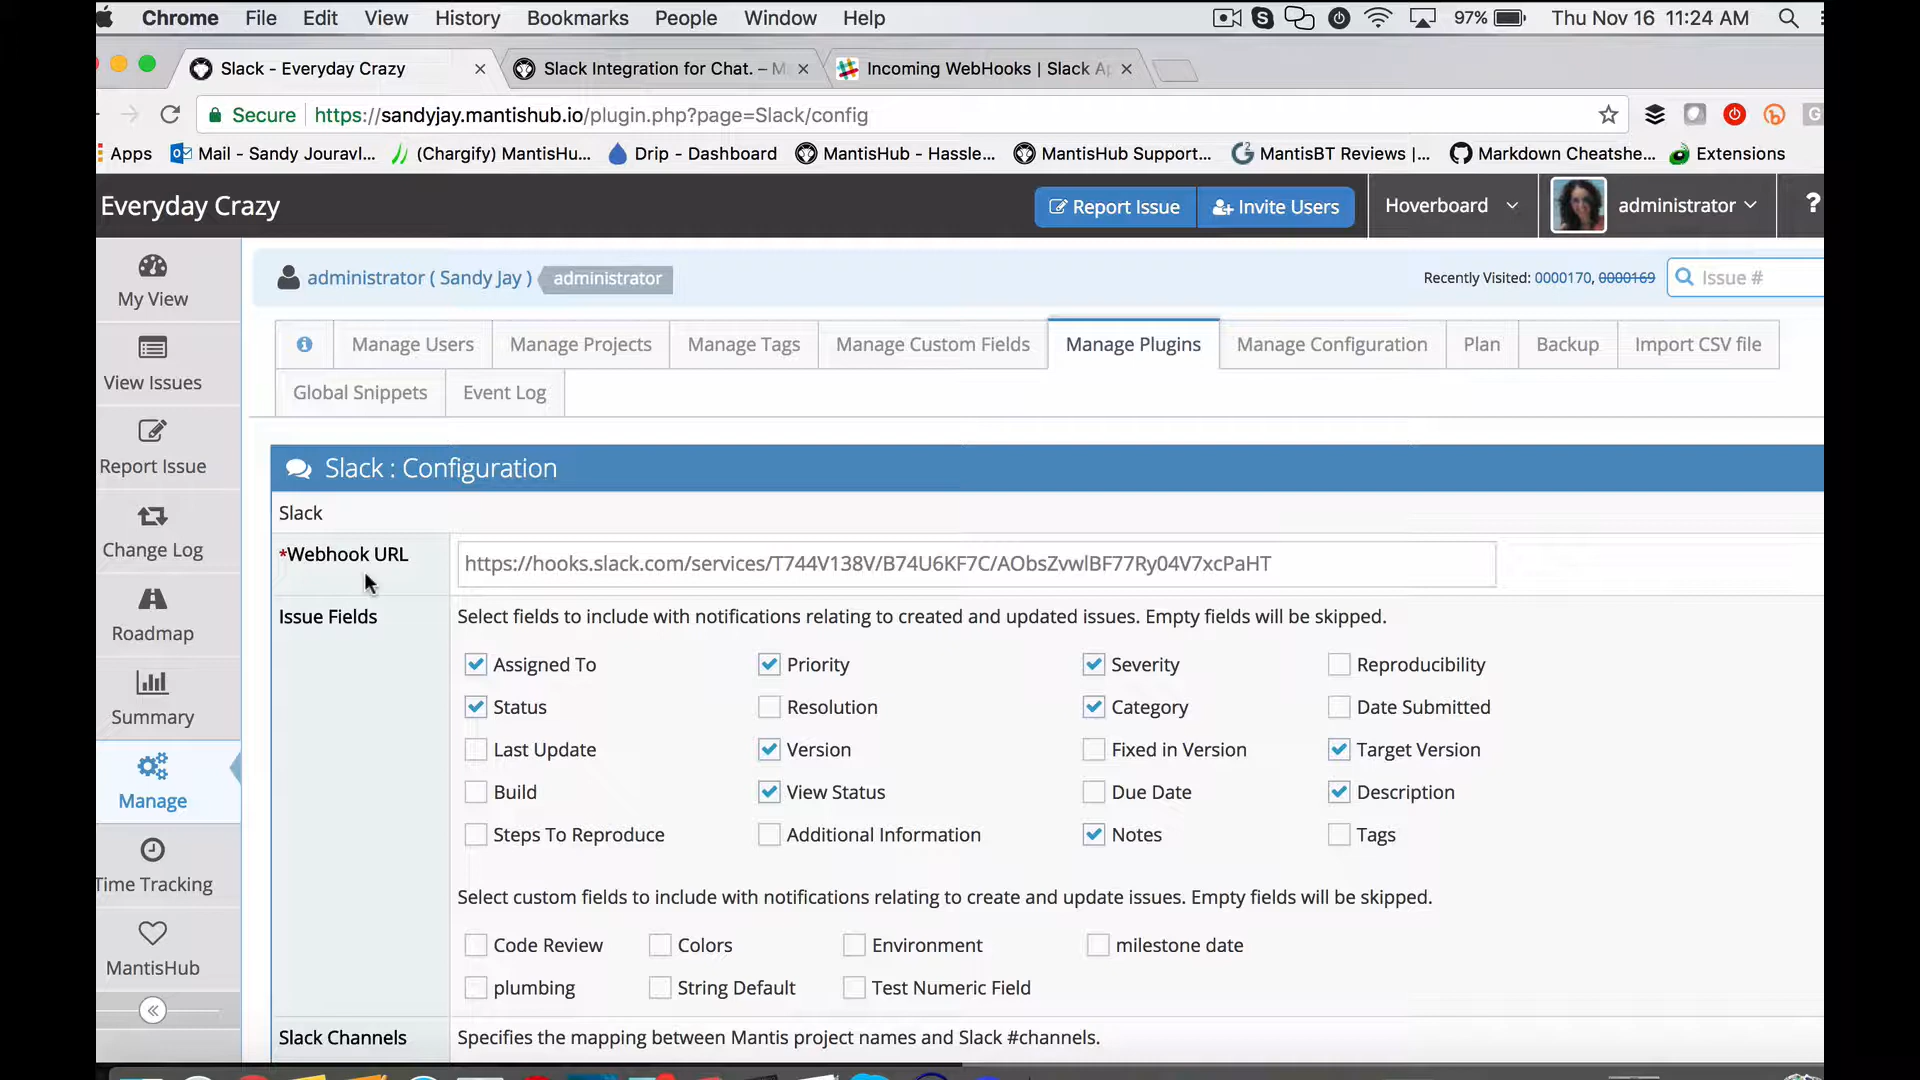 Chrome File Edit View History Bookmarks People Window Help 97% Thu Nov 16 11:24 AM
Slack - Everyday Crazy Slack Integration for Chat. – M Incoming WebHooks | Slack Ap
Secure https://sandyjay.mantishub.io/plugin.php?page=Slack/config
Apps Mail - Sandy Jouravl... (Chargify) MantisHu... Drip - Dashboard MantisHub - Hassle... MantisHub Support... MantisBT Reviews |... Markdown Cheatshe... Extensions
Everyday Crazy Report Issue Invite Users Hoverboard administrator ?
administrator ( Sandy Jay ) administrator Recently Visited: 0000170, 0000169 Issue #
My View
View Issues
Report Issue
Change Log
Roadmap
Summary
Manage
Time Tracking
MantisHub
Manage Users Manage Projects Manage Tags Manage Custom Fields Manage Plugins Manage Configuration Plan Backup Import CSV file
Global Snippets Event Log
Slack : Configuration
Slack
*Webhook URL https://hooks.slack.com/services/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
Issue Fields Select fields to include with notifications relating to created and updated issues. Empty fields will be skipped.
Assigned To Priority Severity Reproducibility
Status Resolution Category Date Submitted
Last Update Version Fixed in Version Target Version
Build View Status Due Date Description
Steps To Reproduce Additional Information Notes Tags
Select custom fields to include with notifications relating to create and update issues. Empty fields will be skipped.
Code Review Colors Environment milestone date
plumbing String Default Test Numeric Field
Slack Channels Specifies the mapping between Mantis project names and Slack #channels.